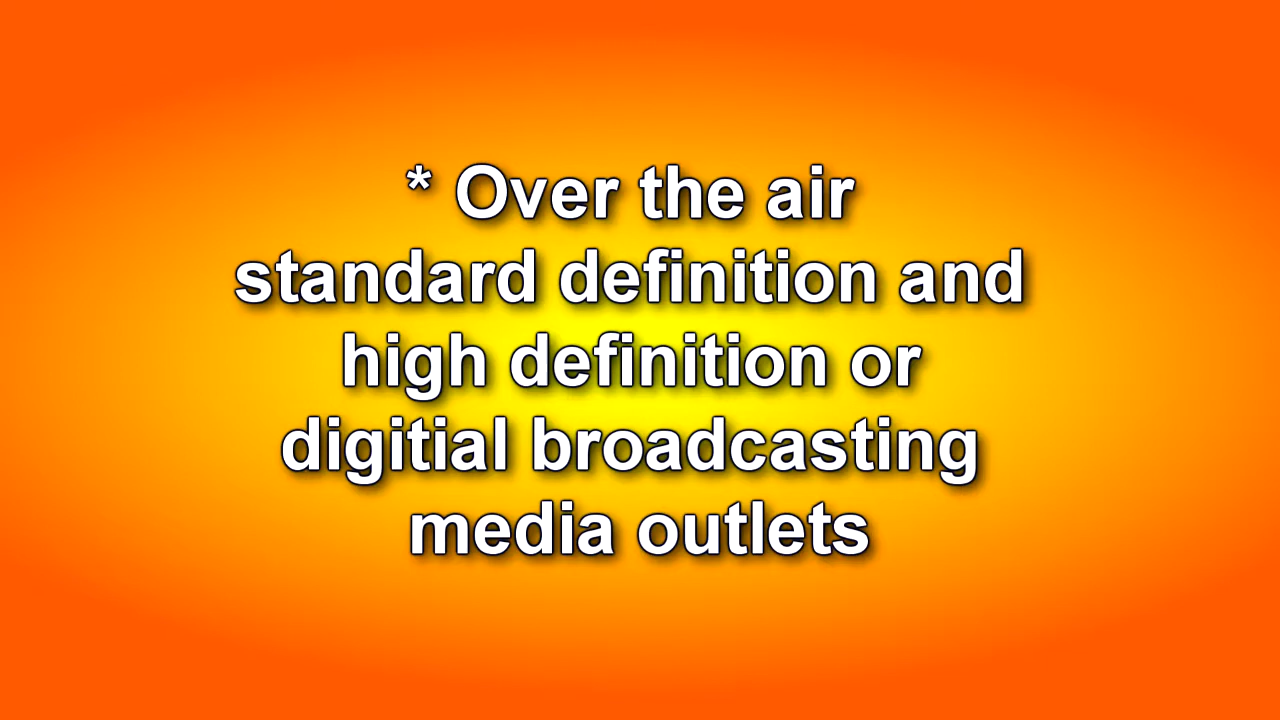 * Over the air
standard definition and
high definition or
digitial broadcasting
media outlets